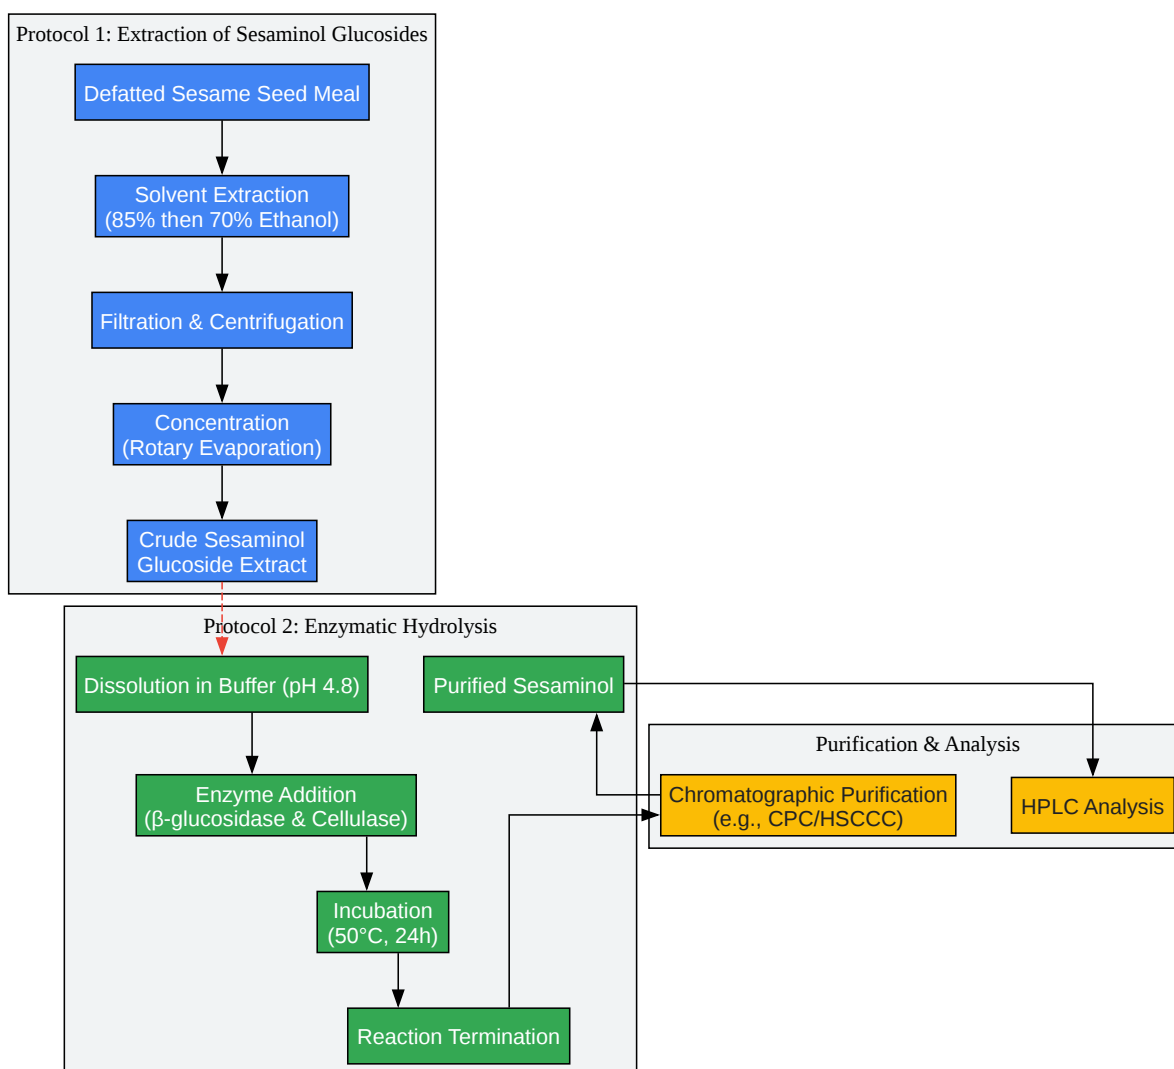 Protocol 1: Extraction of Sesaminol Glucosides
Defatted Sesame Seed Meal
Solvent Extraction
(85% then 70% Ethanol)
Filtration & Centrifugation
Concentration
(Rotary Evaporation)
Crude Sesaminol
Glucoside Extract
Protocol 2: Enzymatic Hydrolysis
Dissolution in Buffer (pH 4.8)
Purified Sesaminol
Enzyme Addition
(β-glucosidase & Cellulase)
Incubation
(50°C, 24h)
Reaction Termination
Purification & Analysis
Chromatographic Purification
(e.g., CPC/HSCCC)
HPLC Analysis